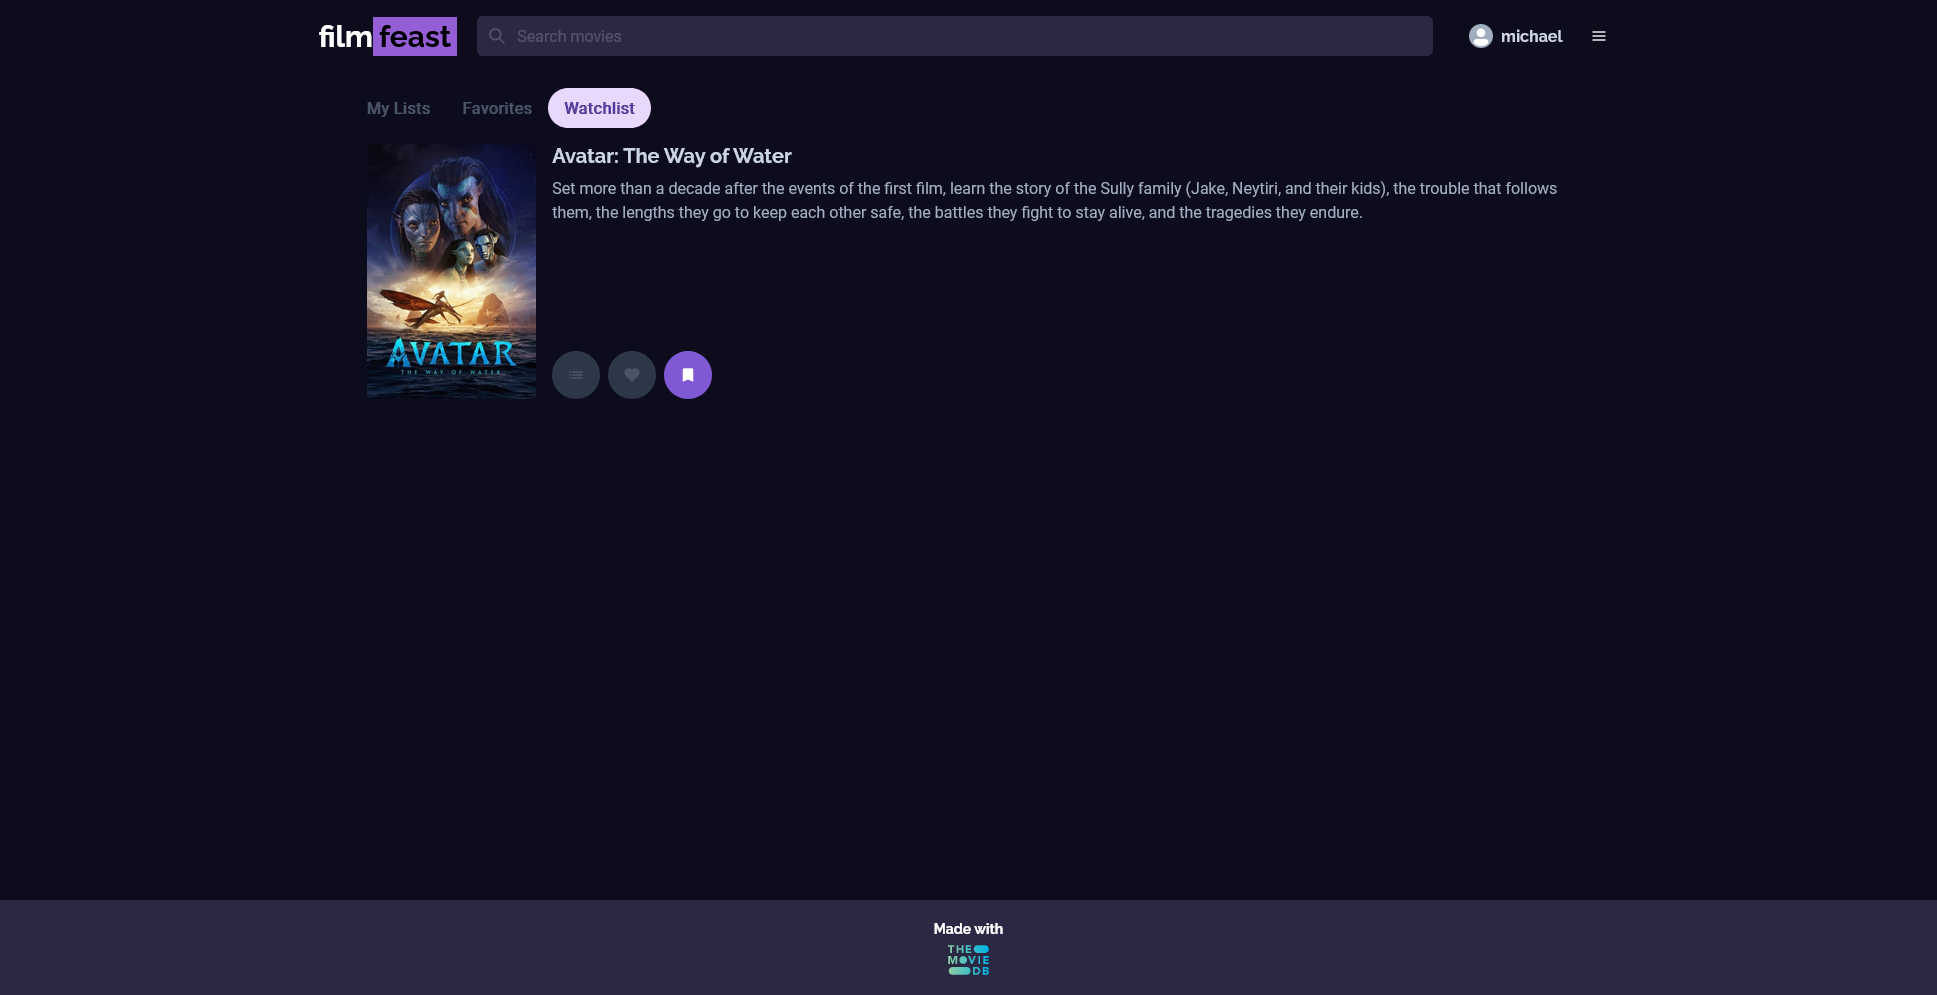 film feast
Search movies
michael
My Lists
Favorites
Watchlist
Avatar: The Way of Water
Set more than a decade after the events of the first film, learn the story of the Sully family (Jake, Neytiri, and their kids), the trouble that follows
them, the lengths they go to keep each other safe, the battles they fight to stay alive, and the tragedies they endure.
AVATAR
THE WAY OF WATER
Made with
THE
MOVIE
DB